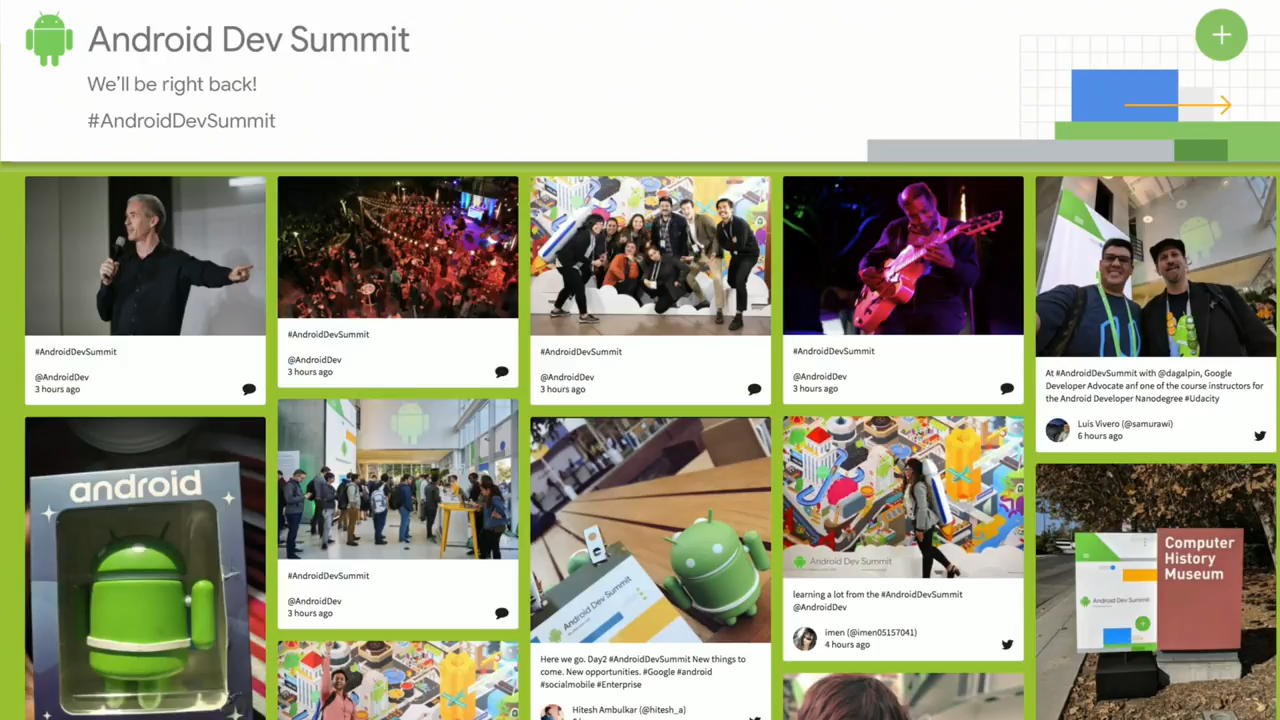 Android Dev Summit
We'll be right back!
#AndroidDevSummit
#AndroidDevSummit
@AndroidDev
3 hours ago
android
#AndroidDevSummit
@AndroidDev
3 hours ago
#AndroidDevSummit
@AndroidDev
3 hours ago
#AndroidDevSummit
@AndroidDev
3 hours ago
Android Dev Summit
Here we go. Day2 #AndroidDevSummit New things to
come. New opportunities. #Google #android
#socialmobile #Enterprise
Hitesh Ambulkar (@hitesh_a)
#AndroidDevSummit
@AndroidDev
3 hours ago
Android Dev Summit
learning a lot from the #AndroidDevSummit
@AndroidDev
imen (@imen05157041)
4 hours ago
At #AndroidDevSummit with @dagalpin, Google
Developer Advocate anf one of the course instructors for
the Android Developer Nanodegree #Udacity
Luis Vivero (@samurawi)
6 hours ago
Computer
History
Museum
Android Dev Summit